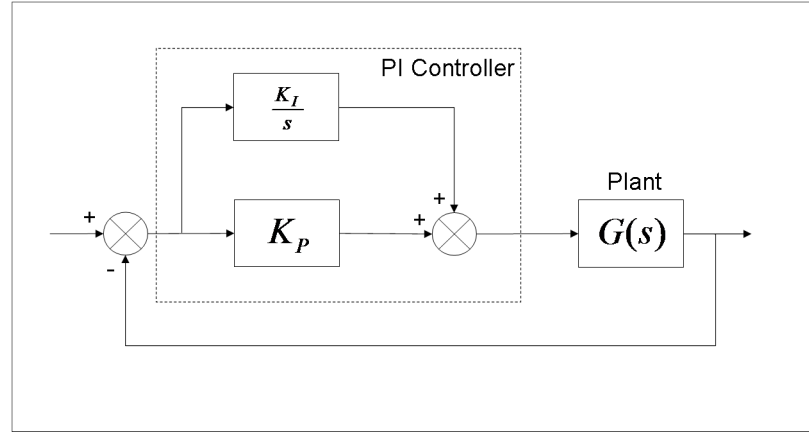 PI Controller
K_I
s
+
+
+
K_P
Plant
G(s)
-